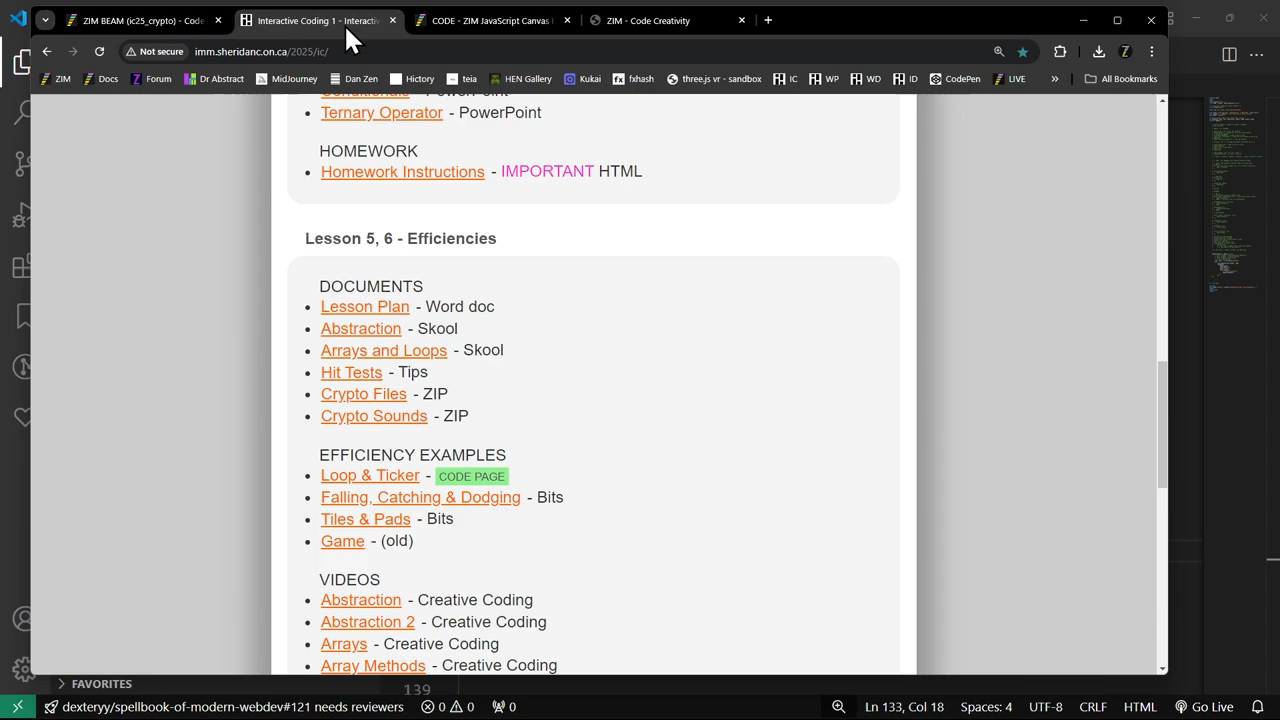 ZIM BEAM (ic25_crypto) - Code
Interactive Coding 1 - Interactiv
CODE - ZIM JavaScript Canvas F
ZIM - Code Creativity
Not secure
imm.sheridanc.on.ca/2025/ic/
ZIM
Docs
Forum
Dr Abstract
MidJourney
Dan Zen
Hictory
teia
HEN Gallery
Kukai
fxhash
three.js vr - sandbox
IC
WP
WD
ID
CodePen
LIVE
All Bookmarks
Ternary Operator - PowerPoint
HOMEWORK
Homework Instructions - IMPORTANT HTML
Lesson 5, 6 - Efficiencies
DOCUMENTS
Lesson Plan - Word doc
Abstraction - Skool
Arrays and Loops - Skool
Hit Tests - Tips
Crypto Files - ZIP
Crypto Sounds - ZIP
EFFICIENCY EXAMPLES
Loop & Ticker - CODE PAGE
Falling, Catching & Dodging - Bits
Tiles & Pads - Bits
Game - (old)
VIDEOS
Abstraction - Creative Coding
Abstraction 2 - Creative Coding
Arrays - Creative Coding
Array Methods - Creative Coding
FAVORITES
139
dexteryy/spellbook-of-modern-webdev#121 needs reviewers
0
0
0
Ln 133, Col 18
Spaces: 4
UTF-8
CRLF
HTML
Go Live